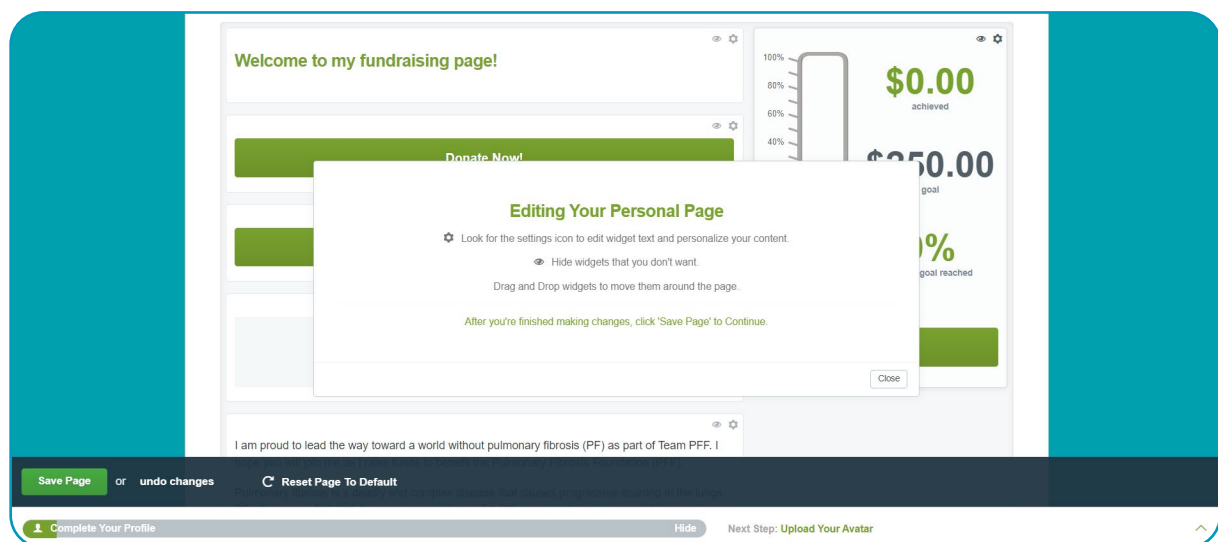 Welcome to my fundraising page!
100%
80%
60%
40%
$0.00
achieved
Donate Now!
goal
Editing Your Personal Page
Look for the settings icon to edit widget text and personalize your content.
Hide widgets that you don't want.
Drag and Drop widgets to move them around the page.
After you're finished making changes, click 'Save Page' to Continue.
goal reached
Close
I am proud to lead the way toward a world without pulmonary fibrosis (PF) as part of Team PFF. I
Save Page or undo changes Reset Page To Default
Complete Your Profile Hide Next Step: Upload Your Avatar